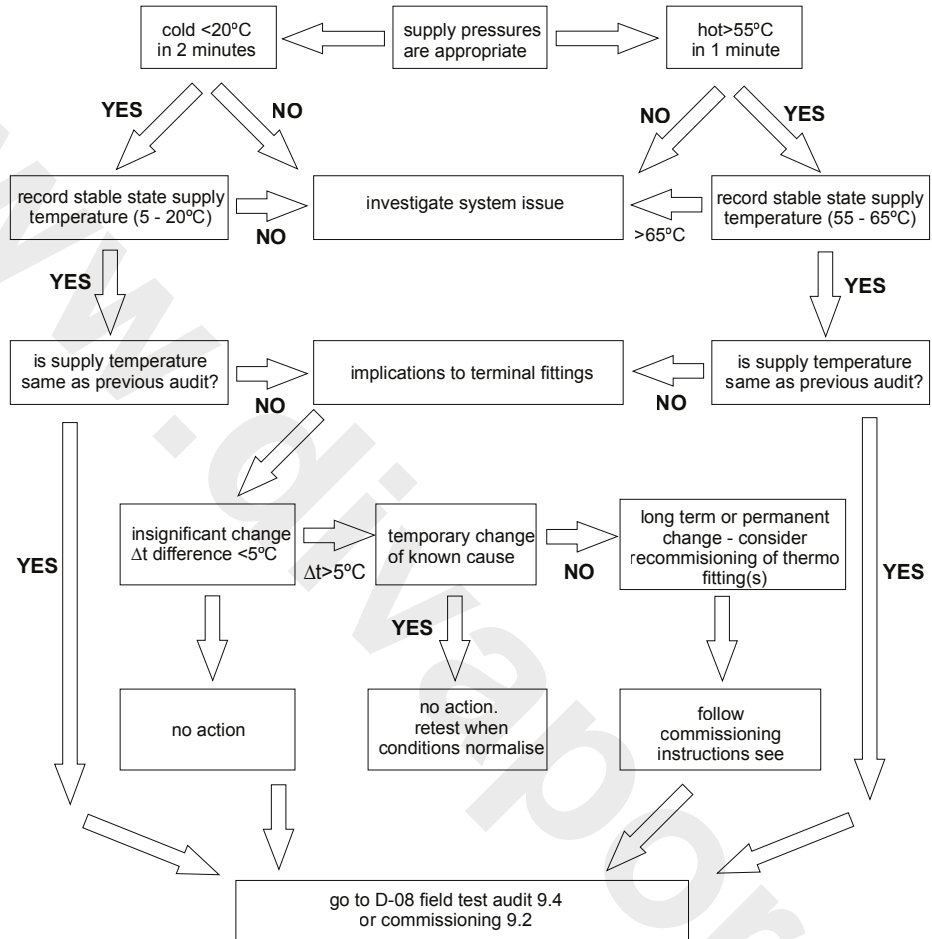 cold <20ºC
in 2 minutes
supply pressures
are appropriate
hot>55ºC
in 1 minute
YES
NO
NO
YES
record stable state supply
temperature (5 - 20ºC)
NO
investigate system issue
>65ºC
record stable state supply
temperature (55 - 65ºC)
YES
YES
is supply temperature
same as previous audit?
NO
implications to terminal fittings
NO
is supply temperature
same as previous audit?
YES
insignificant change
Δt difference <5ºC
Δt>5ºC
temporary change
of known cause
NO
long term or permanent
change - consider
recommisioning of thermo
fitting(s)
YES
YES
no action
no action.
retest when
conditions normalise
follow
commissioning
instructions see
go to D-08 field test audit 9.4
or commissioning 9.2
w.divapor